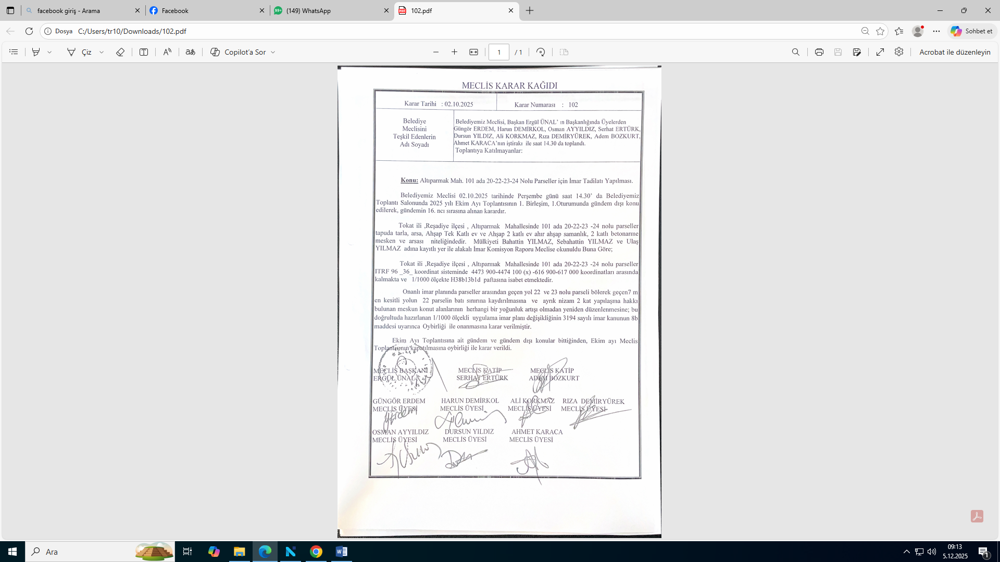 facebook giriş - Arama
Facebook
99+
(149) WhatsApp
102.pdf
Dosya C:/Users/tr10/Downloads/102.pdf
Sohbet et
Çiz
Copilot'a Sor
1 / 1
Acrobat ile düzenleyin
MECLİS KARAR KAĞIDI
Karar Tarihi : 02.10.2025
Karar Numarası : 102
Belediye
Meclisini
Teşkil Edenlerin
Adı Soyadı
Belediyemiz Meclisi, Başkan Ergül ÜNAL' ın Başkanlığında Üyelerden
Güngör ERDEM, Harun DEMİRKOL, Osman AYYILDIZ, Serhat ERTÜRK,
Dursun YILDIZ, Ali KORKMAZ, Rıza DEMİRYÜREK, Adem BOZKURT,
Ahmet KARACA'nın iştirakı ile saat 14.30 da toplandı.
Toplantıya Katılmayanlar:
Konu: Altıparmak Mah. 101 ada 20-22-23-24 Nolu Parseller için İmar Tadilatı Yapılması.
Belediyemiz Meclisi 02.10.2025 tarihinde Perşembe günü saat 14.30' da Belediyemiz
Toplantı Salonunda 2025 yılı Ekim Ayı Toplantısının 1. Birleşim, 1.Oturumunda gündem dışı konu
edilerek, gündemin 16. ncı sırasına alınan karardır.
Tokat ili ,Reşadiye ilçesi , Altıparmak Mahallesinde 101 ada 20-22-23 -24 nolu parseller
tapuda tarla, arsa, Ahşap Tek Katlı ev ve Ahşap 2 katlı ev ahır ahşap samanlık, 2 katlı betonarme
mesken ve arsası niteliğindedir. Mülkiyeti Bahattin YILMAZ, Sebahattin YILMAZ ve Ulaş
YILMAZ adına kayıtlı yer ile alakalı İmar Komisyon Raporu Meclise okunuldu Buna Göre;
Tokat ili ,Reşadiye ilçesi , Altıparmak Mahallesinde 101 ada 20-22-23 -24 nolu parseller
ITRF 96 _36_ koordinat sisteminde 4473 900-4474 100 (x) -616 900-617 000 koordinatları arasında
kalmakta ve 1/1000 ölçekte H38b13b1d paftasına isabet etmektedir.
Onanlı imar planında parseller arasından geçen yol 22 ve 23 nolu parseli bölerek geçen7 m
en kesitli yolun 22 parselin batı sınırına kaydırılmasına ve ayrık nizam 2 kat yapılaşma hakkı
bulunan meskun konut alanlarının herhangi bir yoğunluk artışı olmadan yeniden düzenlenmesine; bu
doğrultuda hazırlanan 1/1000 ölçekli uygulama imar planı değişikliğinin 3194 sayılı imar kanunun 8b
maddesi uyarınca Oybirliği ile onanmasına karar verilmiştir.
Ekim Ayı Toplantısına ait gündem ve gündem dışı konular bittiğinden, Ekim ayı Meclis
Toplantısının kapatılmasına oybirliği ile karar verildi.
MECLİS BAŞKANI MECLİS KATİP MECLİS KATİP
ERGÜL ÜNAL SERHAT ERTÜRK ADEM BOZKURT
GÜNGÖR ERDEM HARUN DEMİRKOL ALİ KORKMAZ RIZA DEMİRYÜREK
MECLİS ÜYESİ MECLİS ÜYESİ MECLİS ÜYESİ MECLİS ÜYESİ
OSMAN AYYILDIZ DURSUN YILDIZ AHMET KARACA
MECLİS ÜYESİ MECLİS ÜYESİ MECLİS ÜYESİ
Ara
09:13
5.12.2025
1